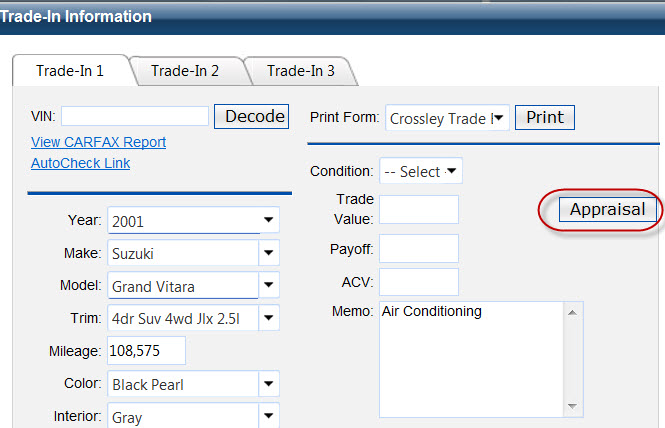 Trade-In Information
Trade-In 1
Trade-In 2
Trade-In 3
VIN:
Decode
View CARFAX Report
AutoCheck Link
Year: 2001
Make: Suzuki
Model: Grand Vitara
Trim: 4dr Suv 4wd Jlx 2.5l
Mileage: 108,575
Color: Black Pearl
Interior: Gray
Print Form: Crossley Trade
Print
Condition: -- Select
Trade
Value:
Appraisal
Payoff:
ACV:
Memo: Air Conditioning